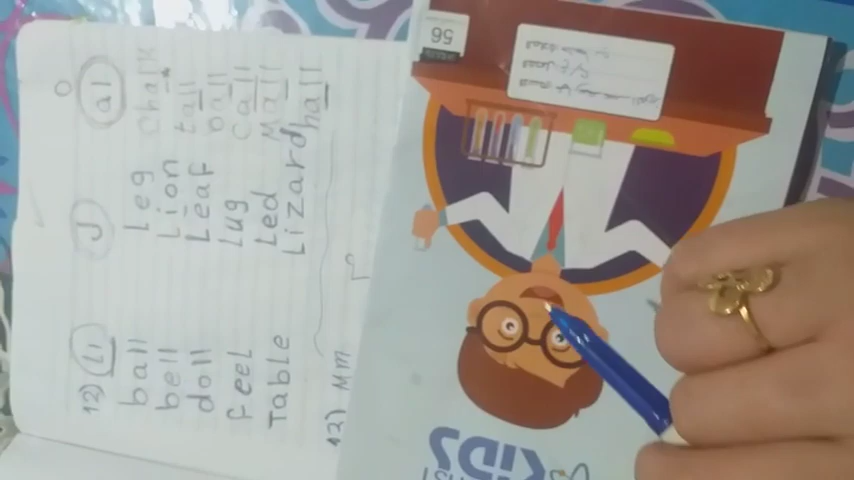 12) Ll
ball
bell
doll
feel
Table
J
Leg
Lion
Leaf
Lug
Led
Lizard
al
Chalk
tall
ball
call
Mall
hall
12) Mm
56
KiDS